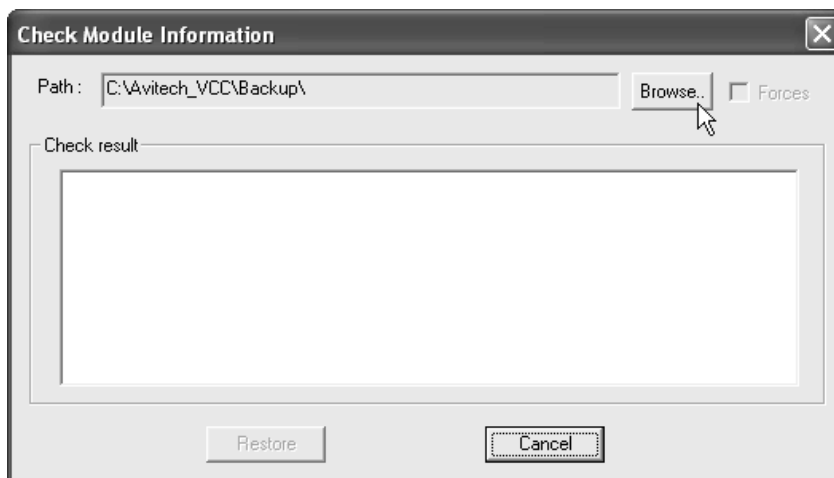 Check Module Information
Path : C:\Avitech_VCC\Backup\ Browse.. Forces
Check result
Restore Cancel